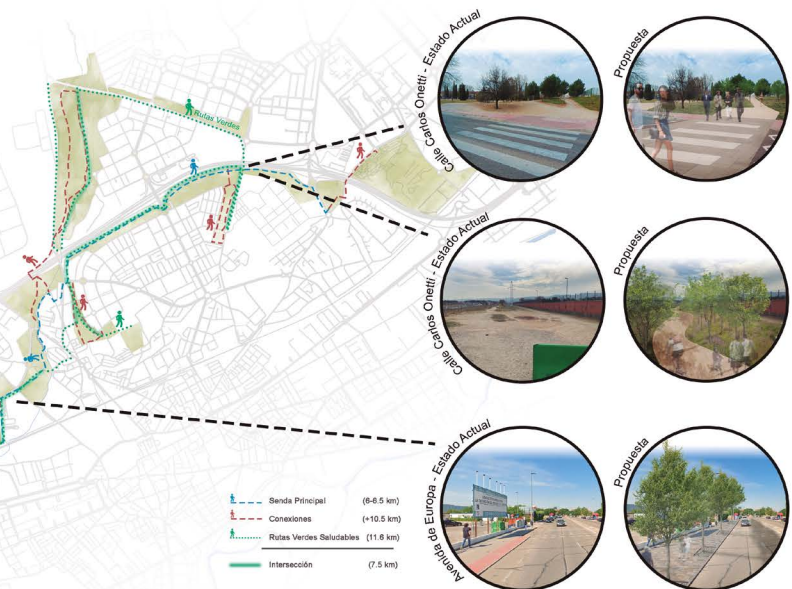 Calle Carlos Onetti - Estado Actual
Propuesta
Rutas Verdes
Calle Carlos Onetti - Estado Actual
Propuesta
Avenida de Europa - Estado Actual
Propuesta
Senda Principal (6-6.5 km)
Conexiones (+10.5 km)
Rutas Verdes Saludables (11.6 km)
Intersección (7.5 km)